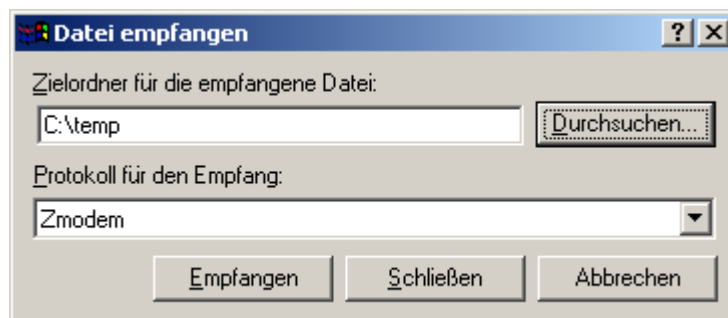 Datei empfangen
Zielordner für die empfangene Datei:
C:\temp
Durchsuchen...
Protokoll für den Empfang:
Zmodem
Empfangen
Schließen
Abbrechen